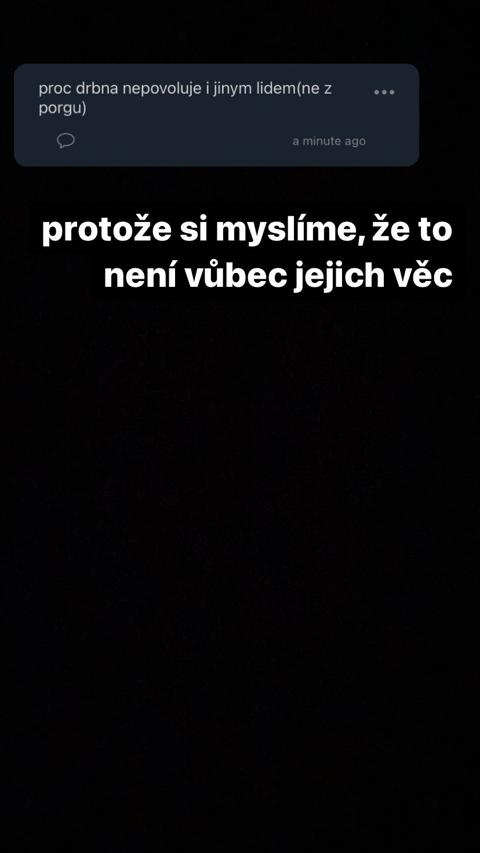 proc drbna nepovoluje i jinym lidem(ne z
porgu)
a minute ago
protože si myslíme, že to
není vůbec jejich věc